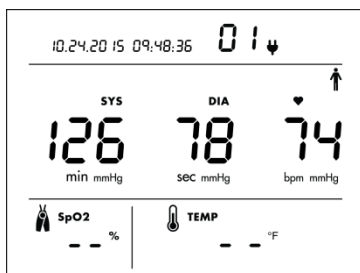 10.24.2015 09:48:36 01
SYS DIA
126 78 74
min mmHg sec mmHg bpm mmHg
SpO2 TEMP
-- % -- °F